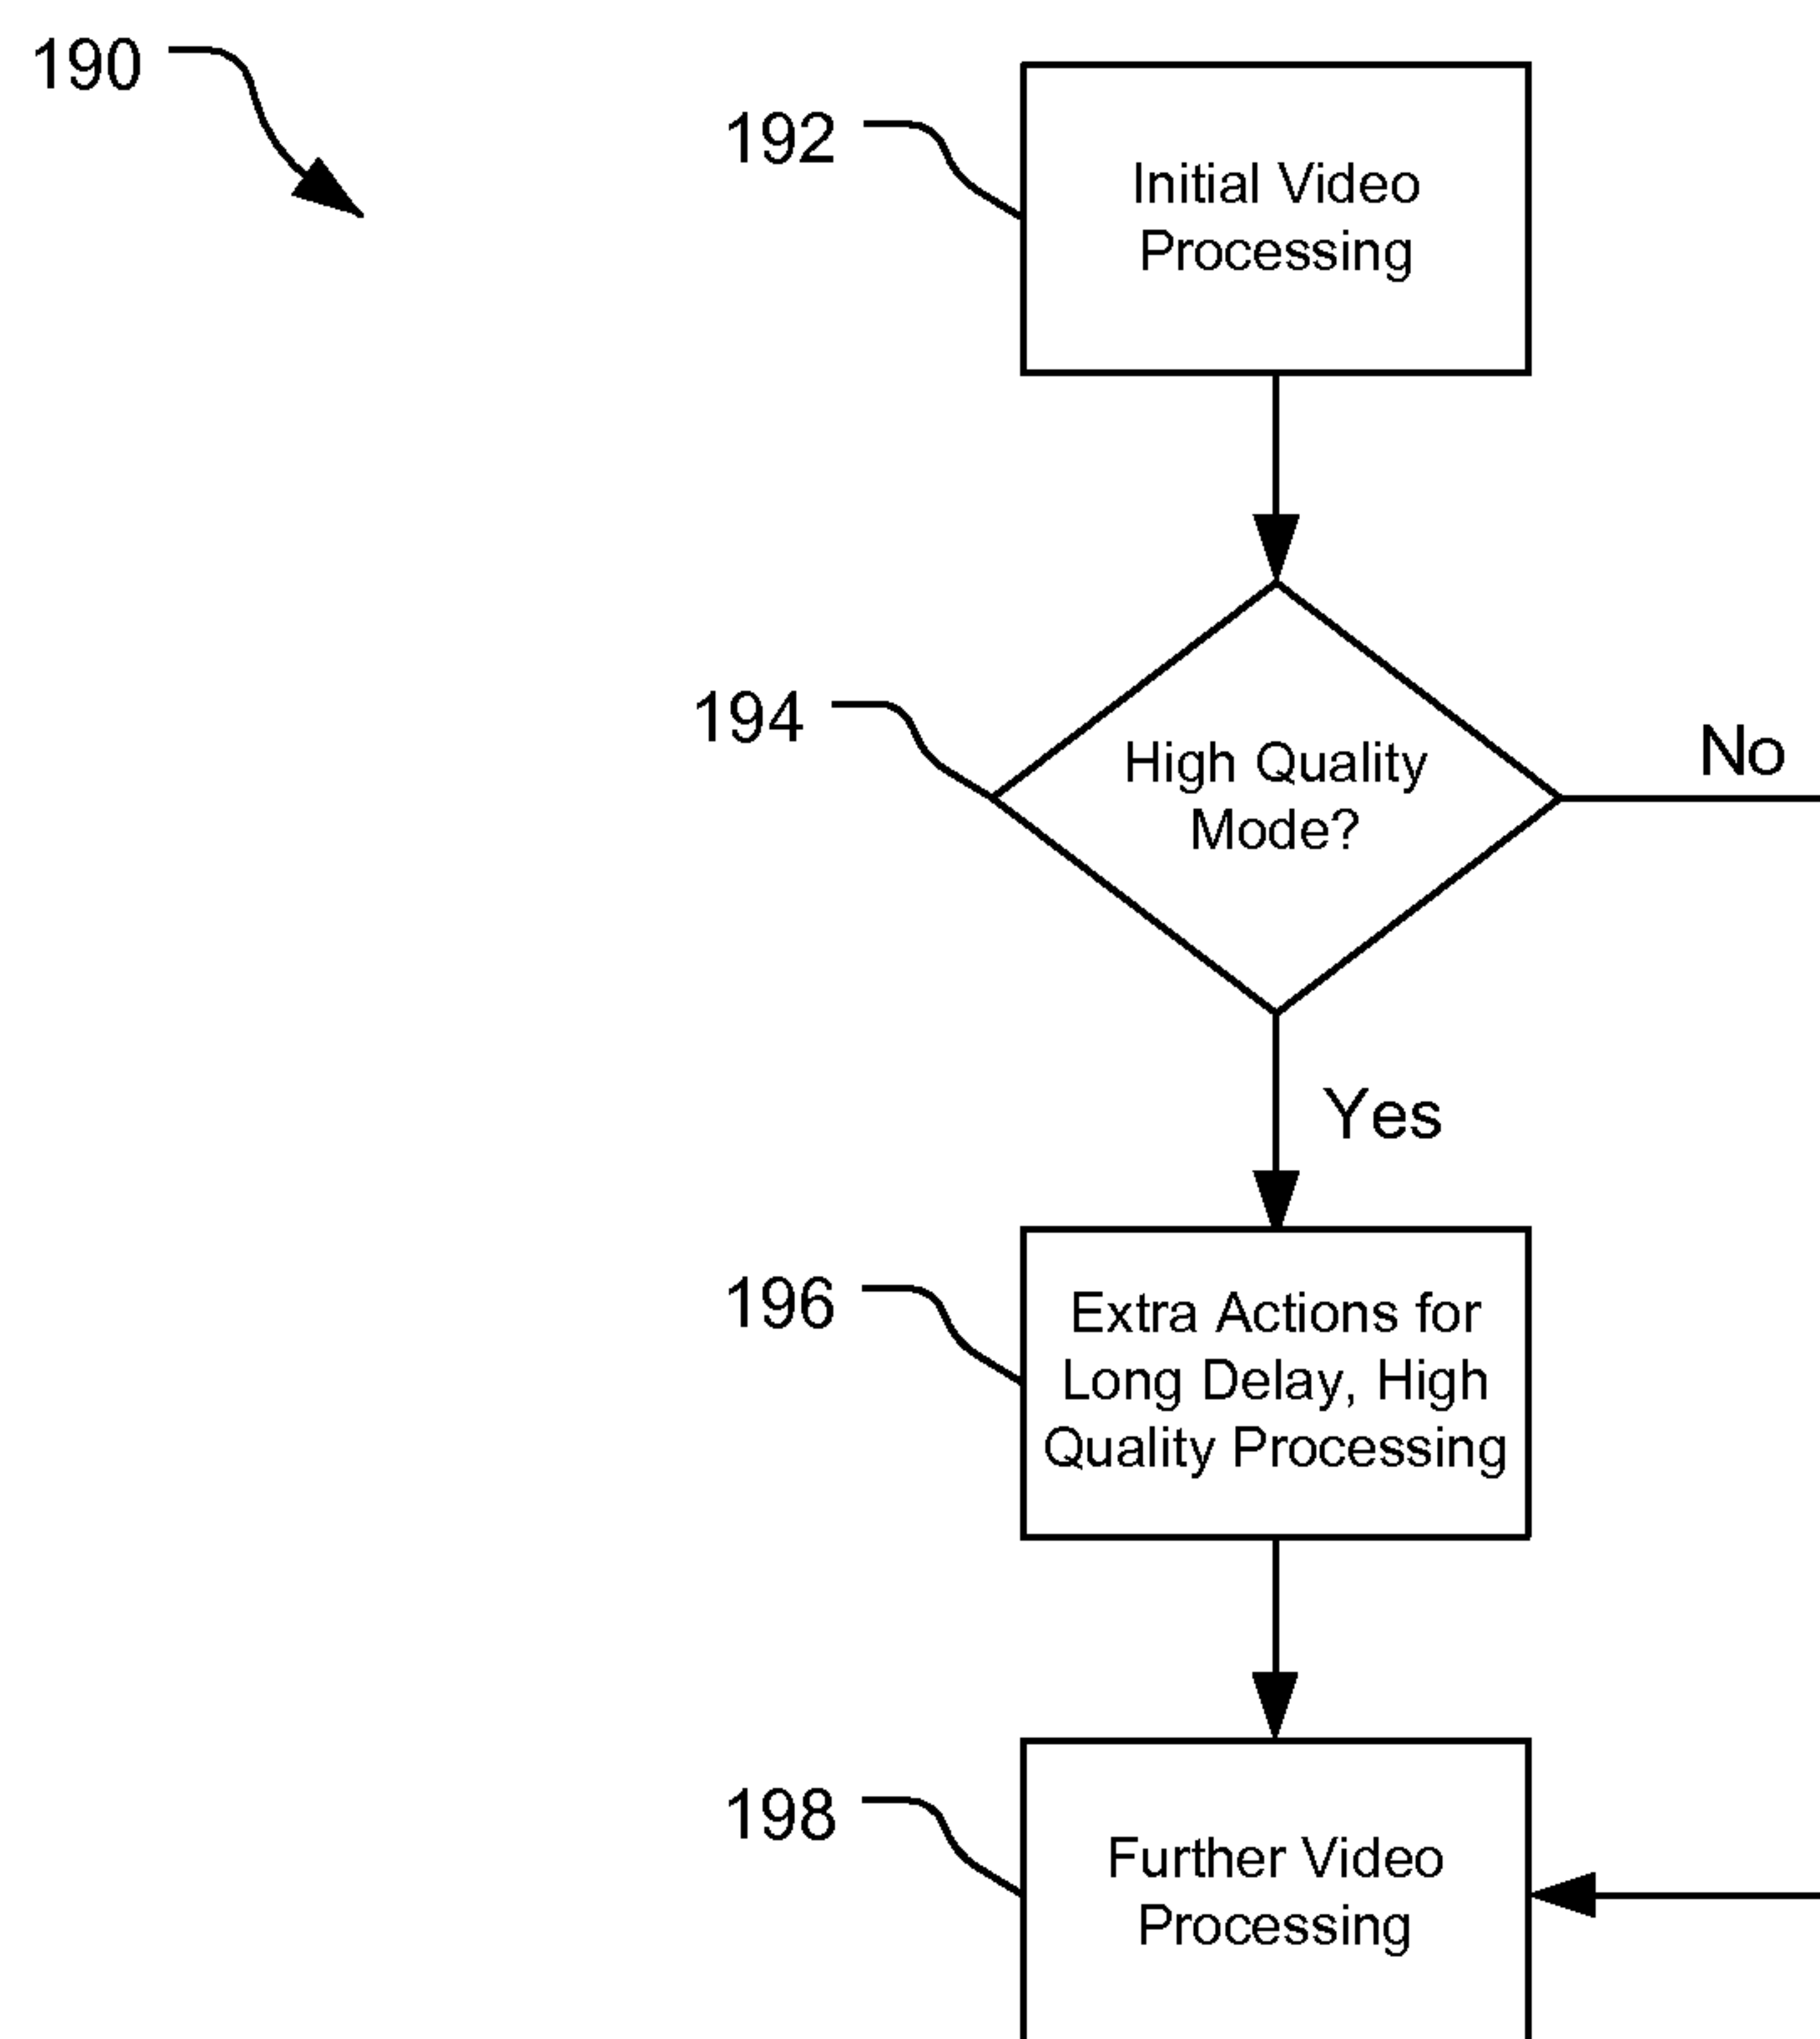 190
192
Initial Video
Processing
194
High Quality
Mode?
No
Yes
196
Extra Actions for
Long Delay, High
Quality Processing
198
Further Video
Processing